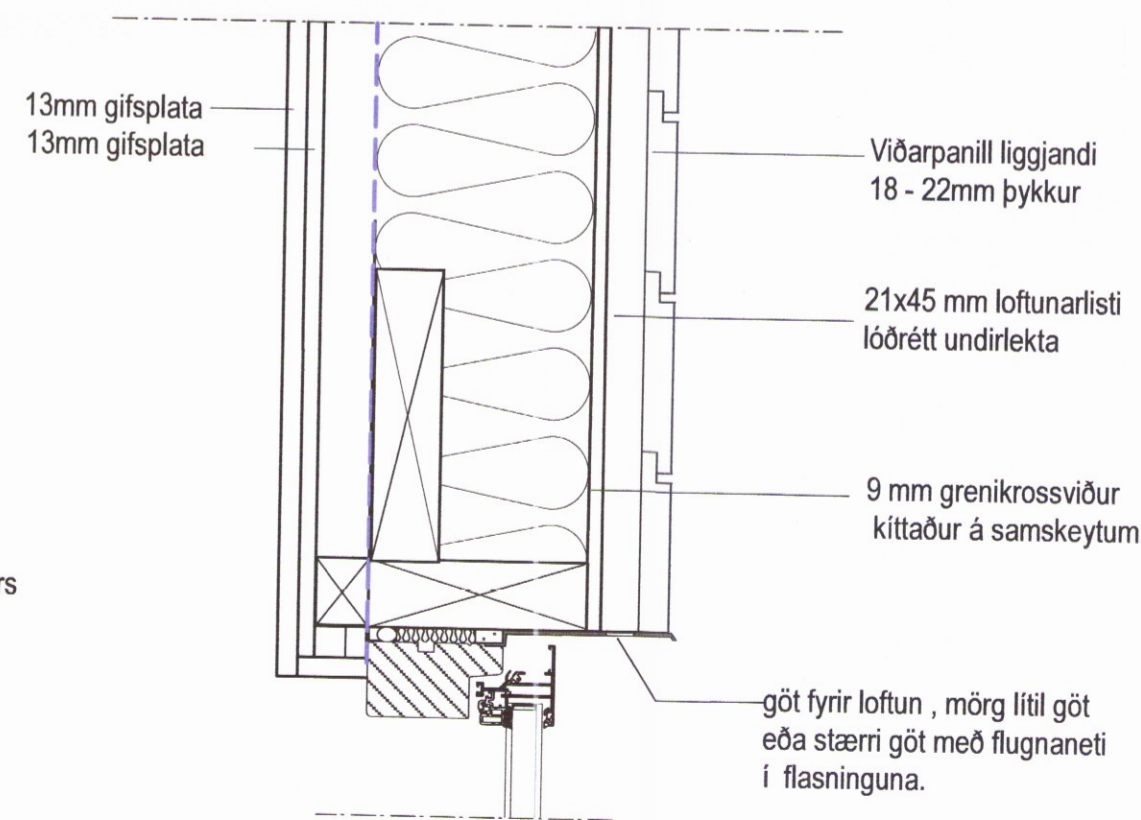 13mm gifsplata
13mm gifsplata
Viðarpanill liggjandi
18 - 22mm þykkur
21x45 mm loftunarlisti
lóðrétt undirlekta
9 mm grenikrossviður
kíttaður á samskeytum
rs
göt fyrir loftun , mörg lítil göt
eða stærri göt með flugnaneti
í flasninguna.